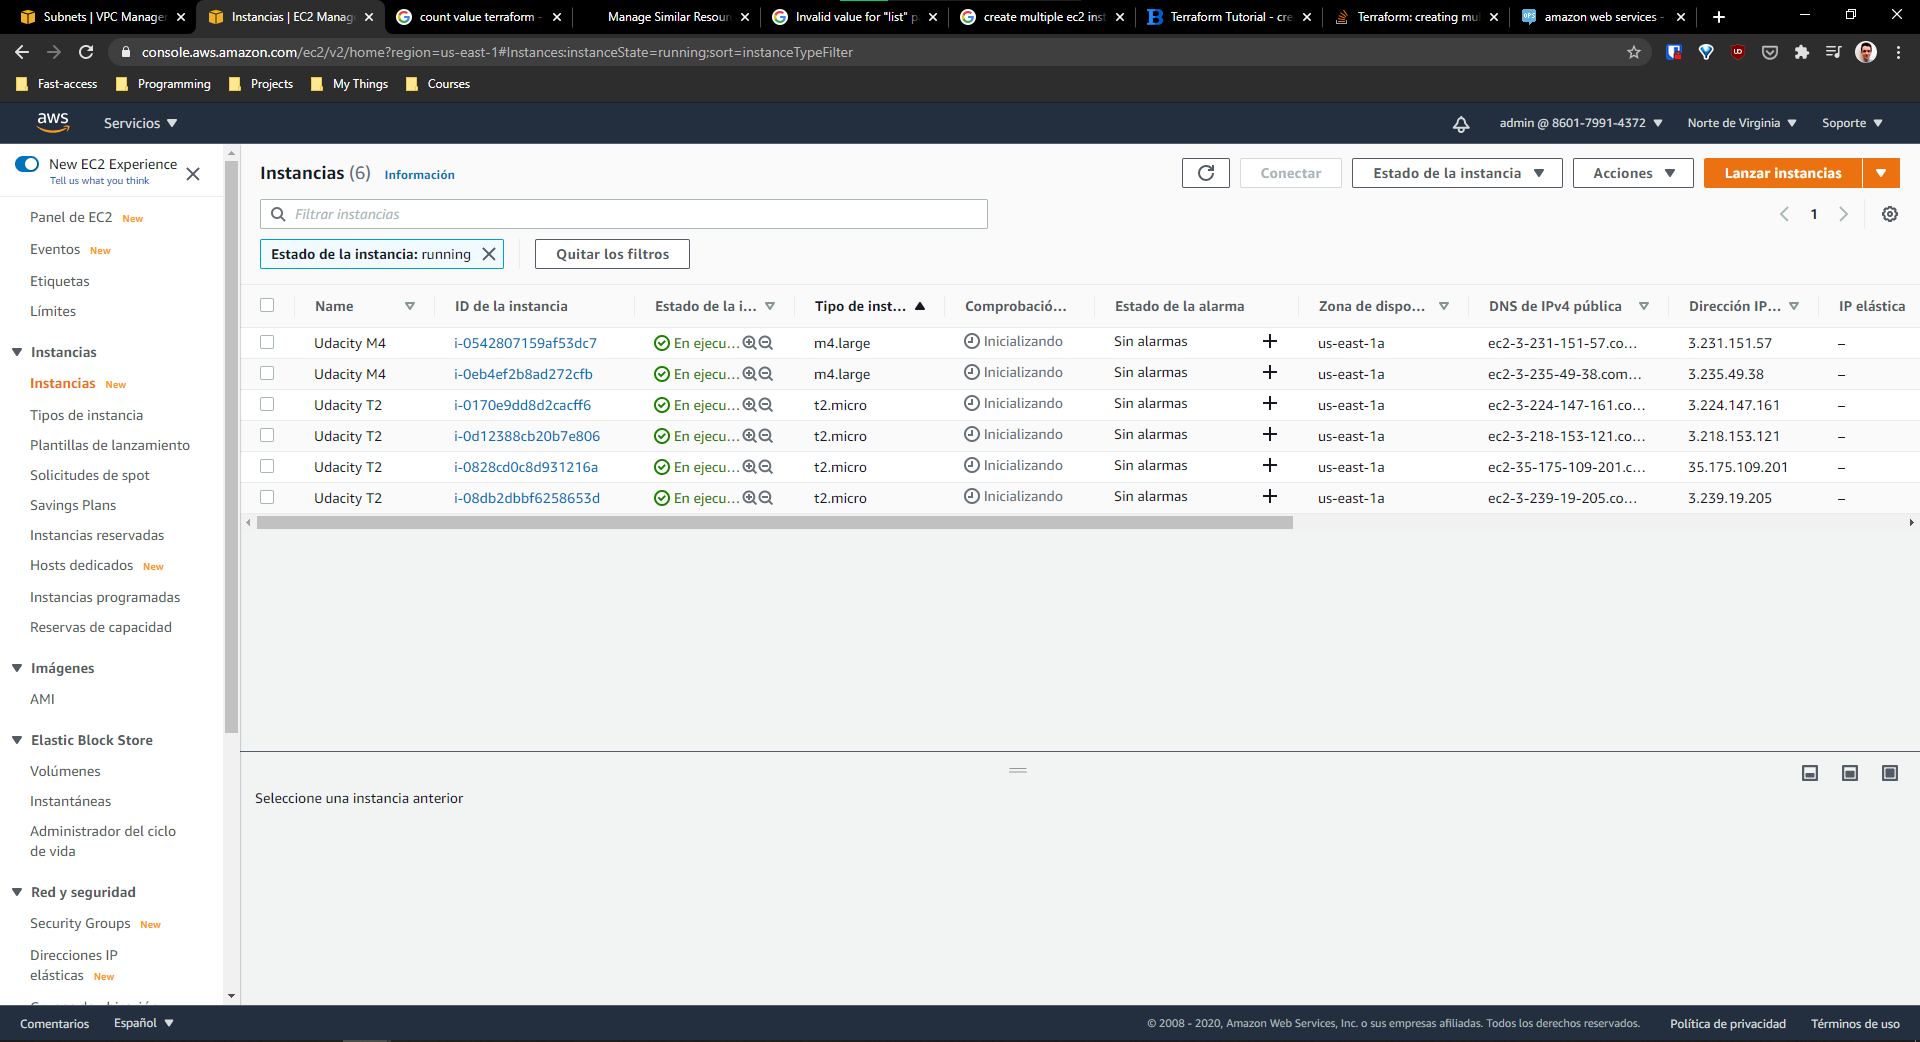 Subnets | VPC Manage
Instancias | EC2 Manag
count value terraform -
Manage Similar Resour
Invalid value for "list" p
create multiple ec2 ins
Terraform Tutorial - cre
Terraform: creating mu
amazon web services -
console.aws.amazon.com/ec2/v2/home?region=us-east-1#Instances:instanceState=running;sort=instanceTypeFilter
Fast-access
Programming
Projects
My Things
Courses
aws
Servicios
admin @ 8601-7991-4372
Norte de Virginia
Soporte
New EC2 Experience
Tell us what you think
Panel de EC2 New
Eventos New
Etiquetas
Límites
Instancias
Instancias New
Tipos de instancia
Plantillas de lanzamiento
Solicitudes de spot
Savings Plans
Instancias reservadas
Hosts dedicados New
Instancias programadas
Reservas de capacidad
Imágenes
AMI
Elastic Block Store
Volúmenes
Instantáneas
Administrador del ciclo
de vida
Red y seguridad
Security Groups New
Direcciones IP
elásticas New
Instancias (6) Información
Conectar
Estado de la instancia
Acciones
Lanzar instancias
Filtrar instancias
1
Estado de la instancia: running
Quitar los filtros
Name ID de la instancia Estado de la i... Tipo de inst... Comprobació... Estado de la alarma Zona de dispo... DNS de IPv4 pública Dirección IP... IP elástica
Udacity M4 i-0542807159af53dc7 En ejecu... m4.large Inicializando Sin alarmas + us-east-1a ec2-3-231-151-57.co... 3.231.151.57 –
Udacity M4 i-0eb4ef2b8ad272cfb En ejecu... m4.large Inicializando Sin alarmas + us-east-1a ec2-3-235-49-38.com... 3.235.49.38 –
Udacity T2 i-0170e9dd8d2cacff6 En ejecu... t2.micro Inicializando Sin alarmas + us-east-1a ec2-3-224-147-161.co... 3.224.147.161 –
Udacity T2 i-0d12388cb20b7e806 En ejecu... t2.micro Inicializando Sin alarmas + us-east-1a ec2-3-218-153-121.co... 3.218.153.121 –
Udacity T2 i-0828cd0c8d931216a En ejecu... t2.micro Inicializando Sin alarmas + us-east-1a ec2-35-175-109-201.c... 35.175.109.201 –
Udacity T2 i-08db2dbbf6258653d En ejecu... t2.micro Inicializando Sin alarmas + us-east-1a ec2-3-239-19-205.co... 3.239.19.205 –
Seleccione una instancia anterior
Comentarios
Español
© 2008 - 2020, Amazon Web Services, Inc. o sus empresas afiliadas. Todos los derechos reservados.
Política de privacidad
Términos de uso